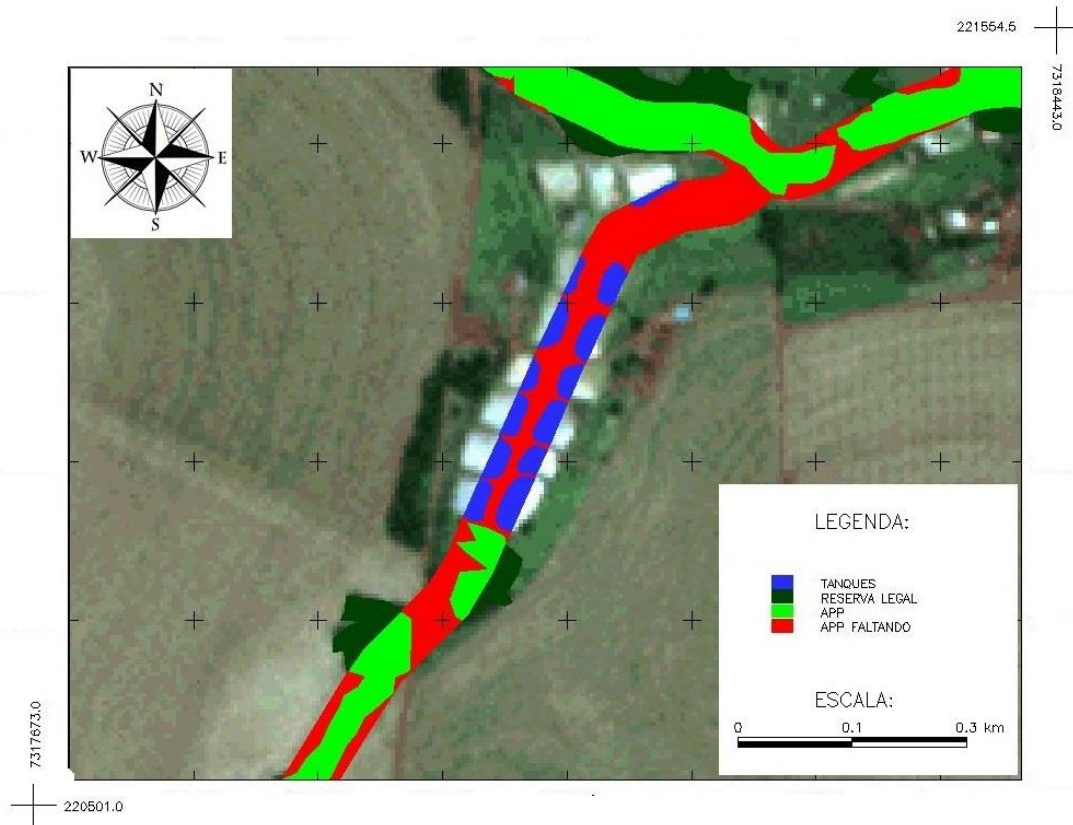 221554.5
7318443.0
N
W E
S
LEGENDA:
TANQUES
RESERVA LEGAL
APP
APP FALTANDO
ESCALA:
0 0.1 0.3 km
7317673.0
220501.0